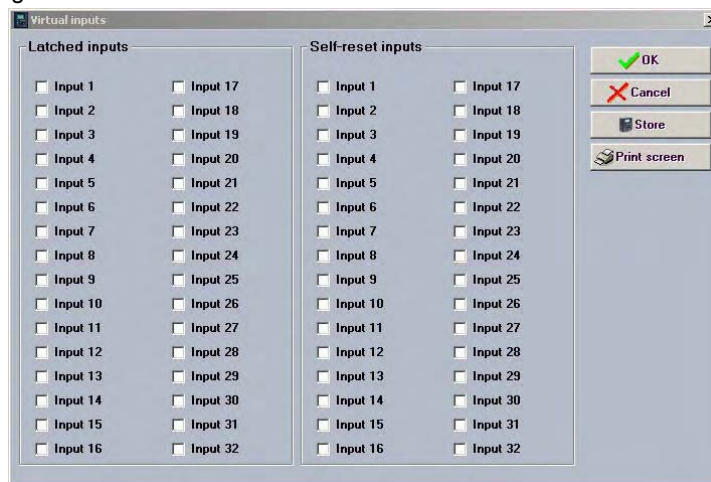 Virtual inputs
Latched inputs
Input 1
Input 2
Input 3
Input 4
Input 5
Input 6
Input 7
Input 8
Input 9
Input 10
Input 11
Input 12
Input 13
Input 14
Input 15
Input 16
Input 17
Input 18
Input 19
Input 20
Input 21
Input 22
Input 23
Input 24
Input 25
Input 26
Input 27
Input 28
Input 29
Input 30
Input 31
Input 32
Self-reset inputs
Input 1
Input 2
Input 3
Input 4
Input 5
Input 6
Input 7
Input 8
Input 9
Input 10
Input 11
Input 12
Input 13
Input 14
Input 15
Input 16
Input 17
Input 18
Input 19
Input 20
Input 21
Input 22
Input 23
Input 24
Input 25
Input 26
Input 27
Input 28
Input 29
Input 30
Input 31
Input 32
OK
Cancel
Store
Print screen